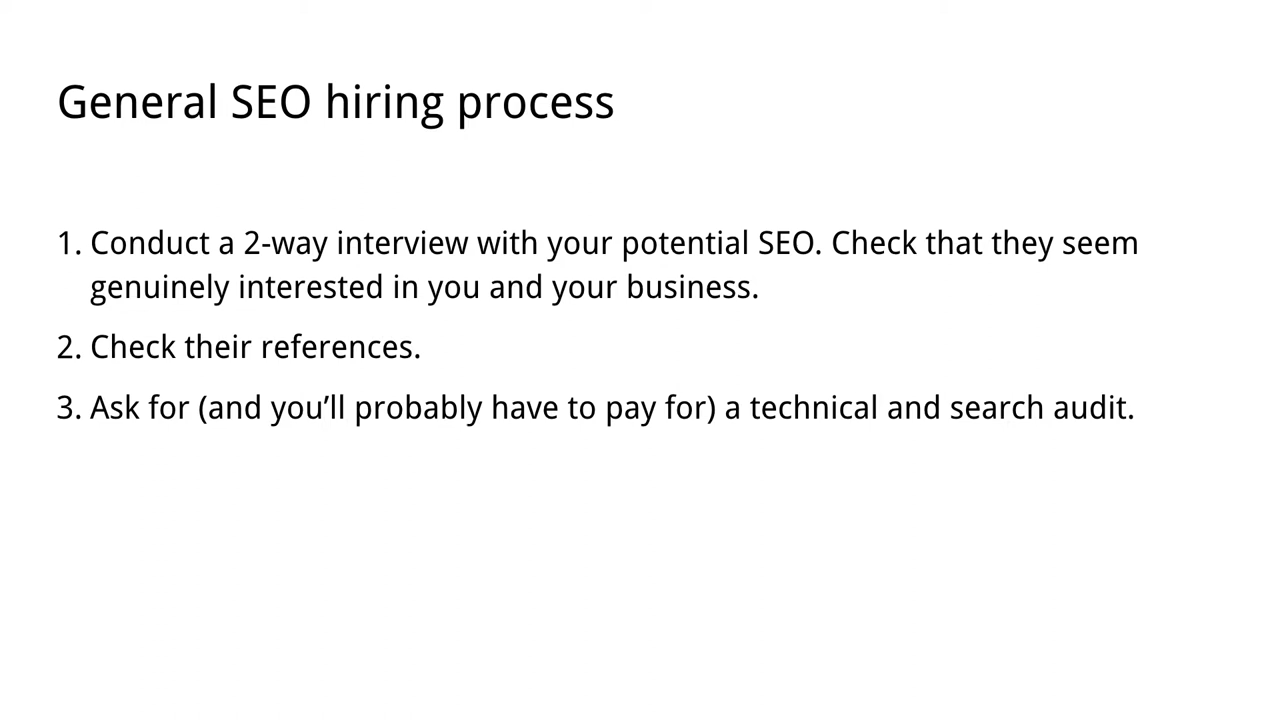 General SEO hiring process
1. Conduct a 2-way interview with your potential SEO. Check that they seem
genuinely interested in you and your business.
2. Check their references.
3. Ask for (and you’ll probably have to pay for) a technical and search audit.